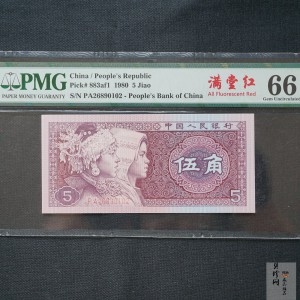 PMG
PAPER MONEY GUARANTY
China / People's Republic
Pick# 883af1 1980 5 Jiao
S/N PA26890102 - People's Bank of China
满堂红
All Fluorescent Red
66
Gem Uncirculated
中国人民银行
伍角
5
5